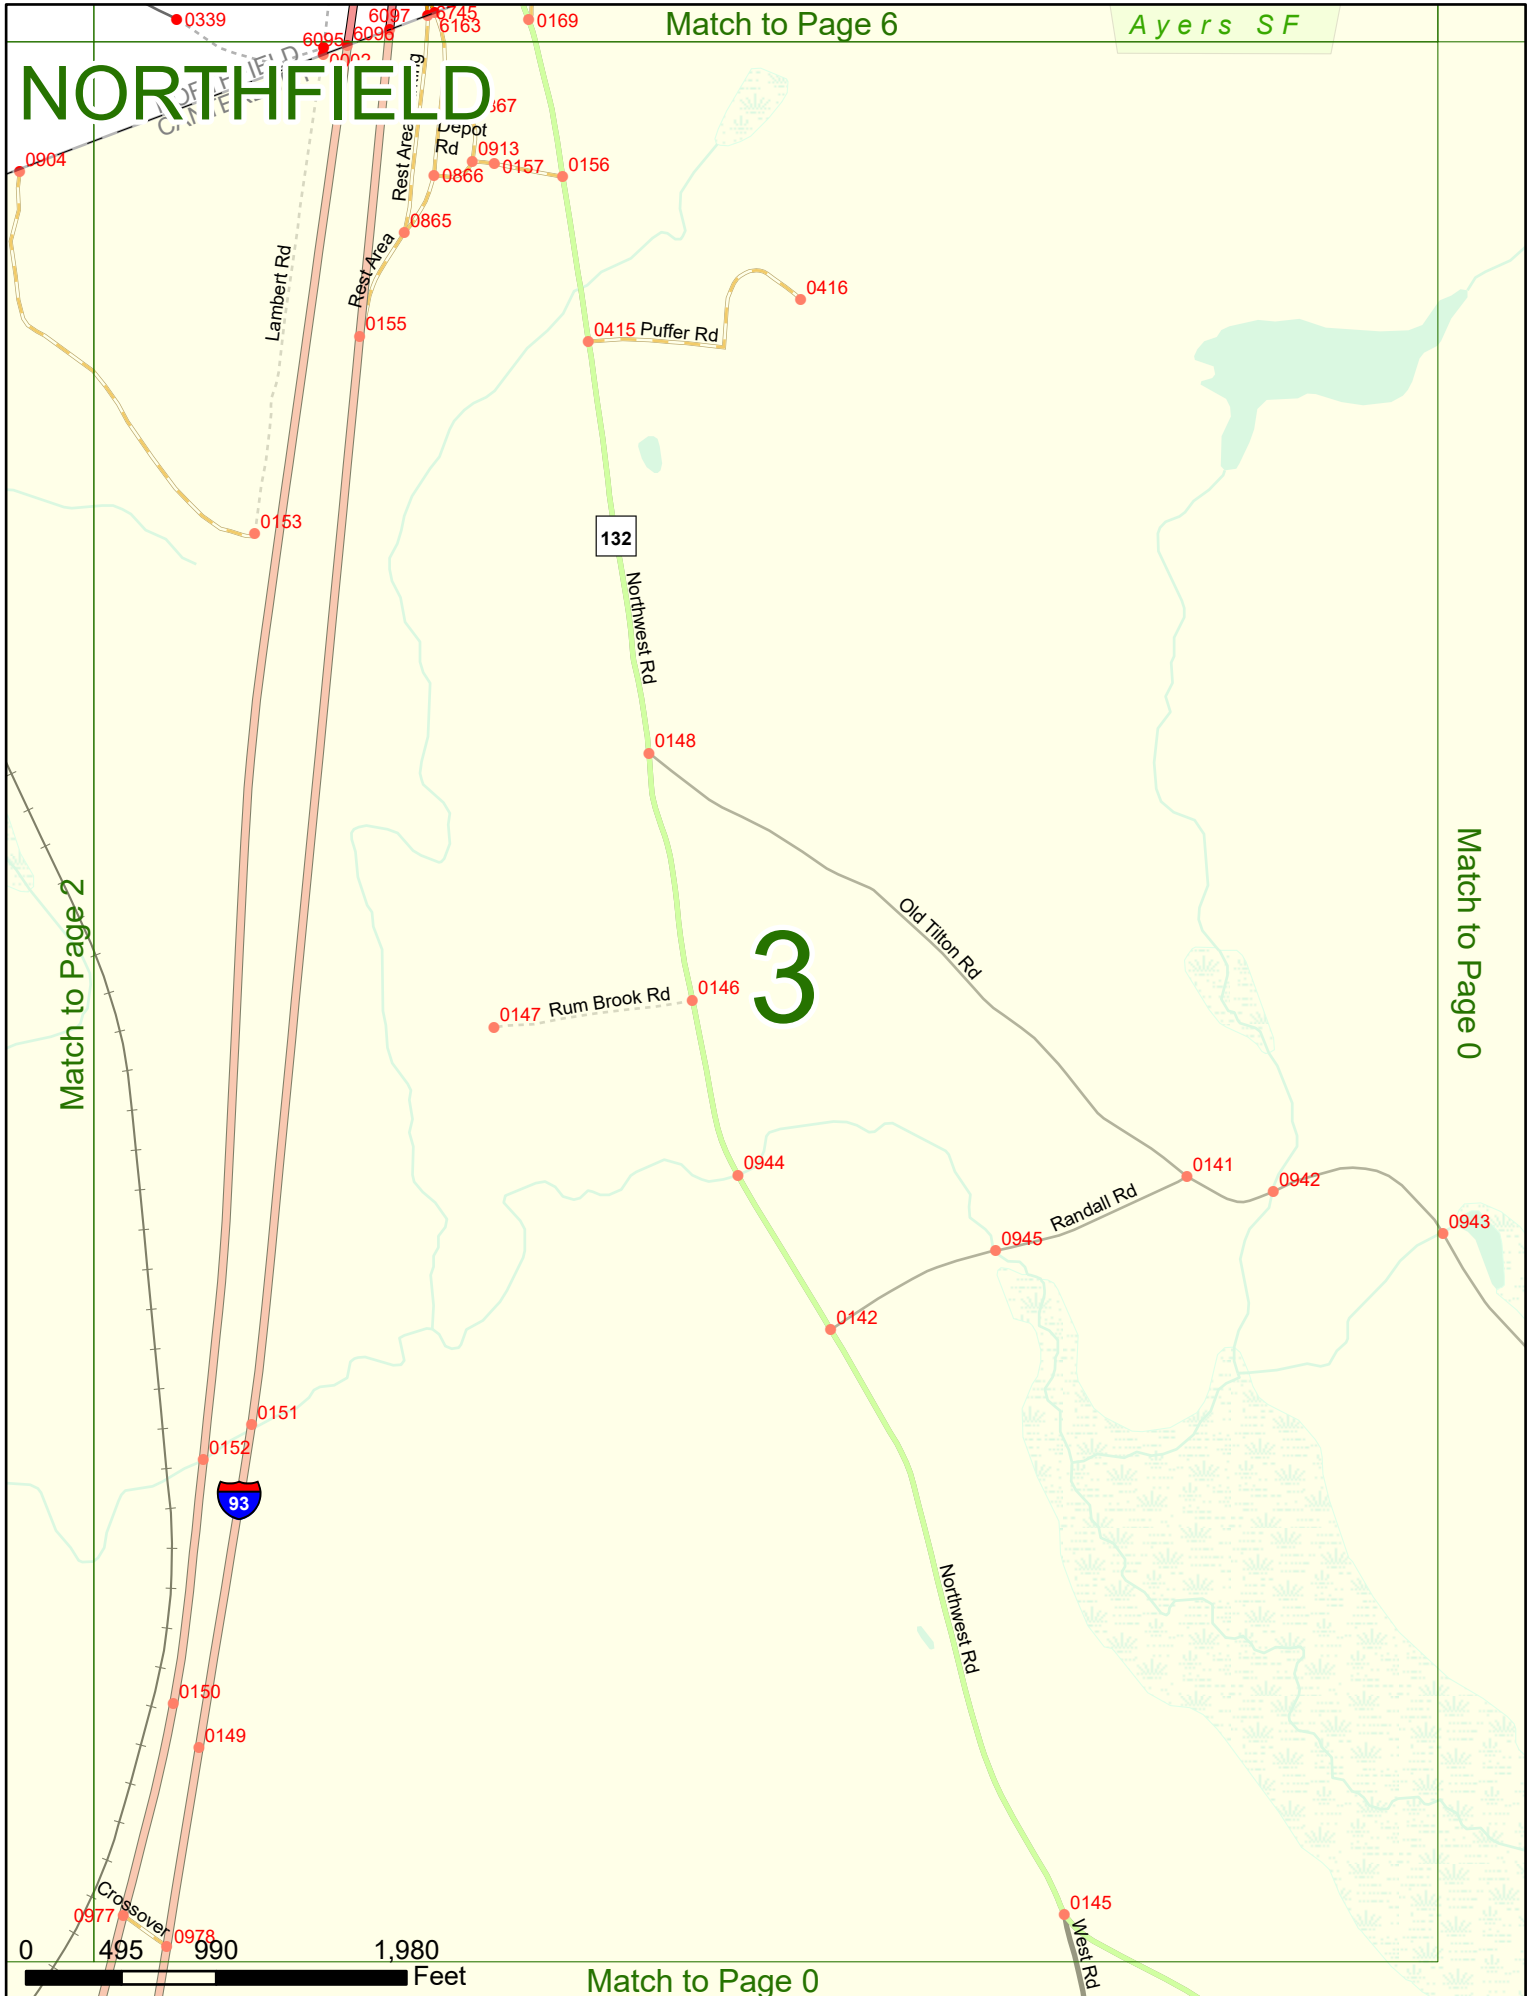 0339
6097
6745
6163
0169
Match to Page 6
Ayers SF
6095
6096
NORTHFIELD
Depot
Rd
0913
0157
0156
0904
0866
Rest Area
0865
Rest Area
Lambert Rd
0155
0416
0415
Puffer Rd
0153
132
Northwest Rd
0148
Match to Page 2
Match to Page 0
Old Tilton Rd
3
0146
Rum Brook Rd
0147
0944
0141
0942
Randall Rd
0943
0945
0142
0151
0152
93
Northwest Rd
0150
0149
Crossover
0977
0978
0145
West Rd
0 495 990 1,980
Feet
Match to Page 0